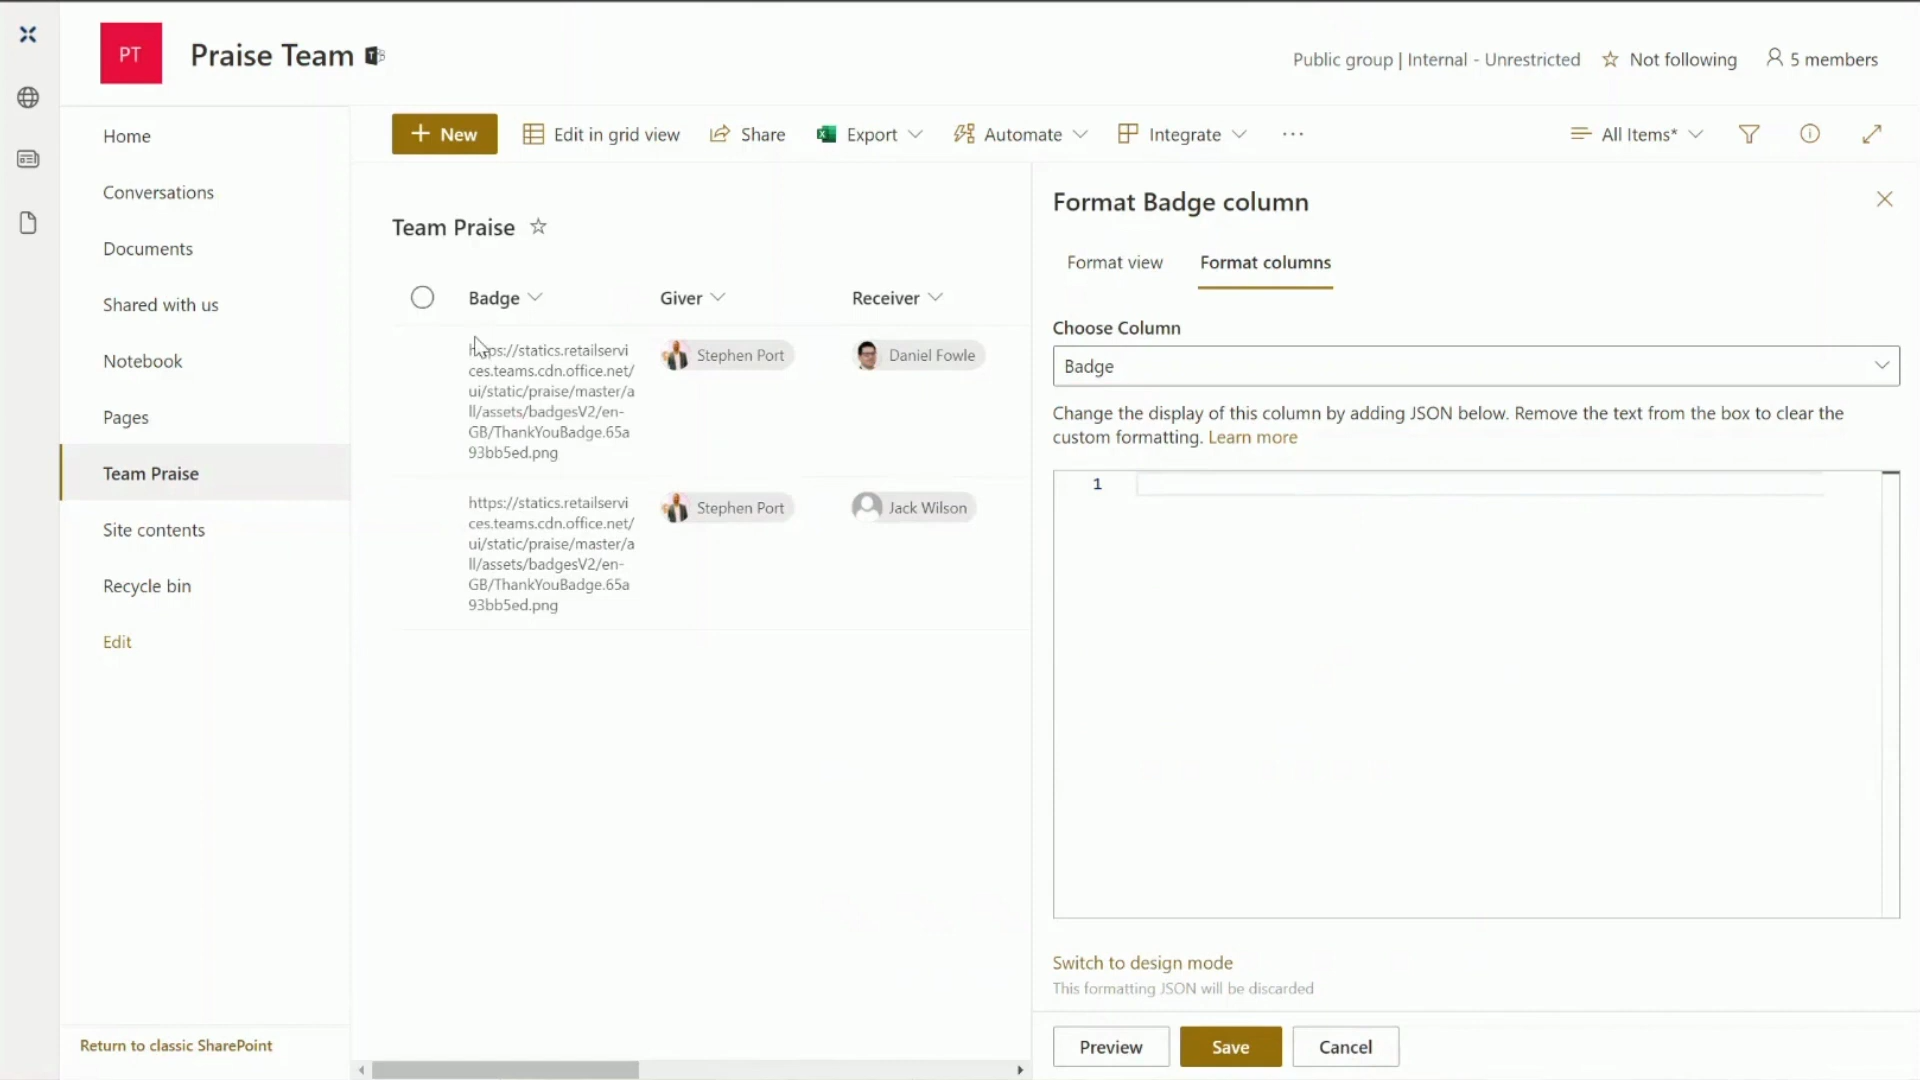 PT
Praise Team
Public group | Internal - Unrestricted
Not following
5 members
Home
Conversations
Documents
Shared with us
Notebook
Pages
Team Praise
Site contents
Recycle bin
Edit
Return to classic SharePoint
New
Edit in grid view
Share
Export
Automate
Integrate
All Items*
Team Praise
Badge
Giver
Receiver
https://statics.retailservi
ces.teams.cdn.office.net/
ui/static/praise/master/a
ll/assets/badgesV2/en-
GB/ThankYouBadge.65a
93bb5ed.png
Stephen Port
Daniel Fowle
https://statics.retailservi
ces.teams.cdn.office.net/
ui/static/praise/master/a
ll/assets/badgesV2/en-
GB/ThankYouBadge.65a
93bb5ed.png
Stephen Port
Jack Wilson
Format Badge column
Format view
Format columns
Choose Column
Badge
Change the display of this column by adding JSON below. Remove the text from the box to clear the
custom formatting. Learn more
1
Switch to design mode
This formatting JSON will be discarded
Preview
Save
Cancel